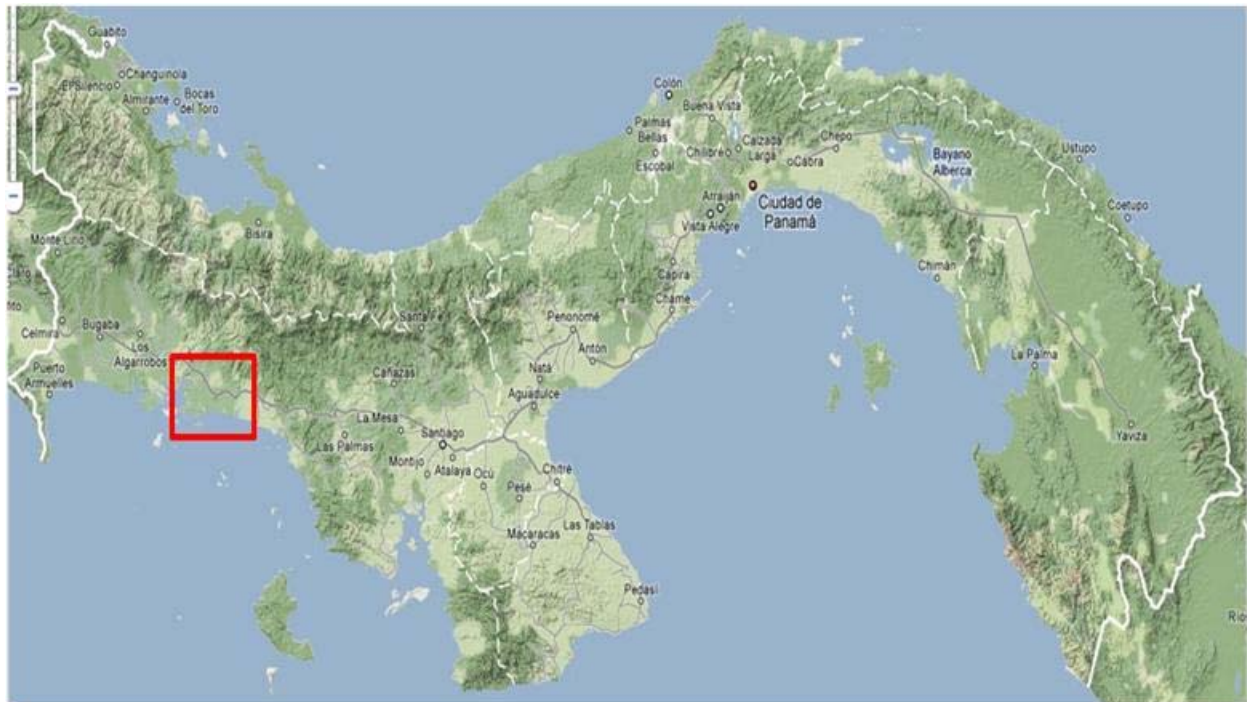 Guabito
Changuinola
El Silencio
Almirante
Bocas
del Toro
Colón
Buena Vista
Palmas
Bellas
Escobal
Chilibre
Calzada
Larga
Cabra
Chepo
Bayano
Alberca
Ustupo
Arraiján
Vista Alegre
Ciudad de
Panamá
Coetupo
Bisira
Monte Lirio
Chimán
Capira
Chame
Santa Fe
Penonomé
Antón
Celmira
Bugaba
Los
Algarrobos
Puerto
Armuelles
Cañazas
Natá
Aguadulce
La Palma
La Mesa
Las Palmas
Santiago
Montijo
Atalaya
Ocú
Pesé
Chitré
Yaviza
Macaracas
Las Tablas
Pedasí